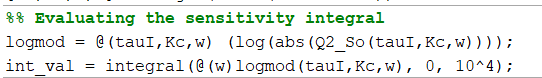 %% Evaluating the sensitivity integral
logmod = @(tauI,Kc,w) (log(abs(Q2_So(tauI,Kc,w))));
int_val = integral(@(w)logmod(tauI,Kc,w), 0, 10^4);